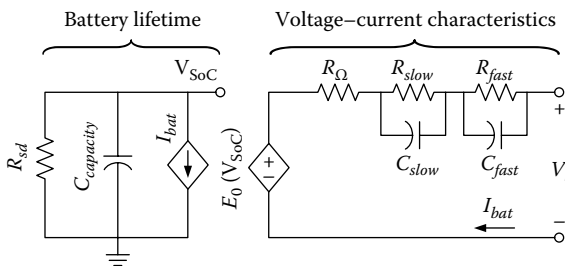 Battery lifetime
Voltage–current characteristics
V_SoC
R_Ω
R_slow
R_fast
R_sd
C_capacity
I_bat
E_0 (V_SoC)
+
−
C_slow
C_fast
+
V
I_bat
−